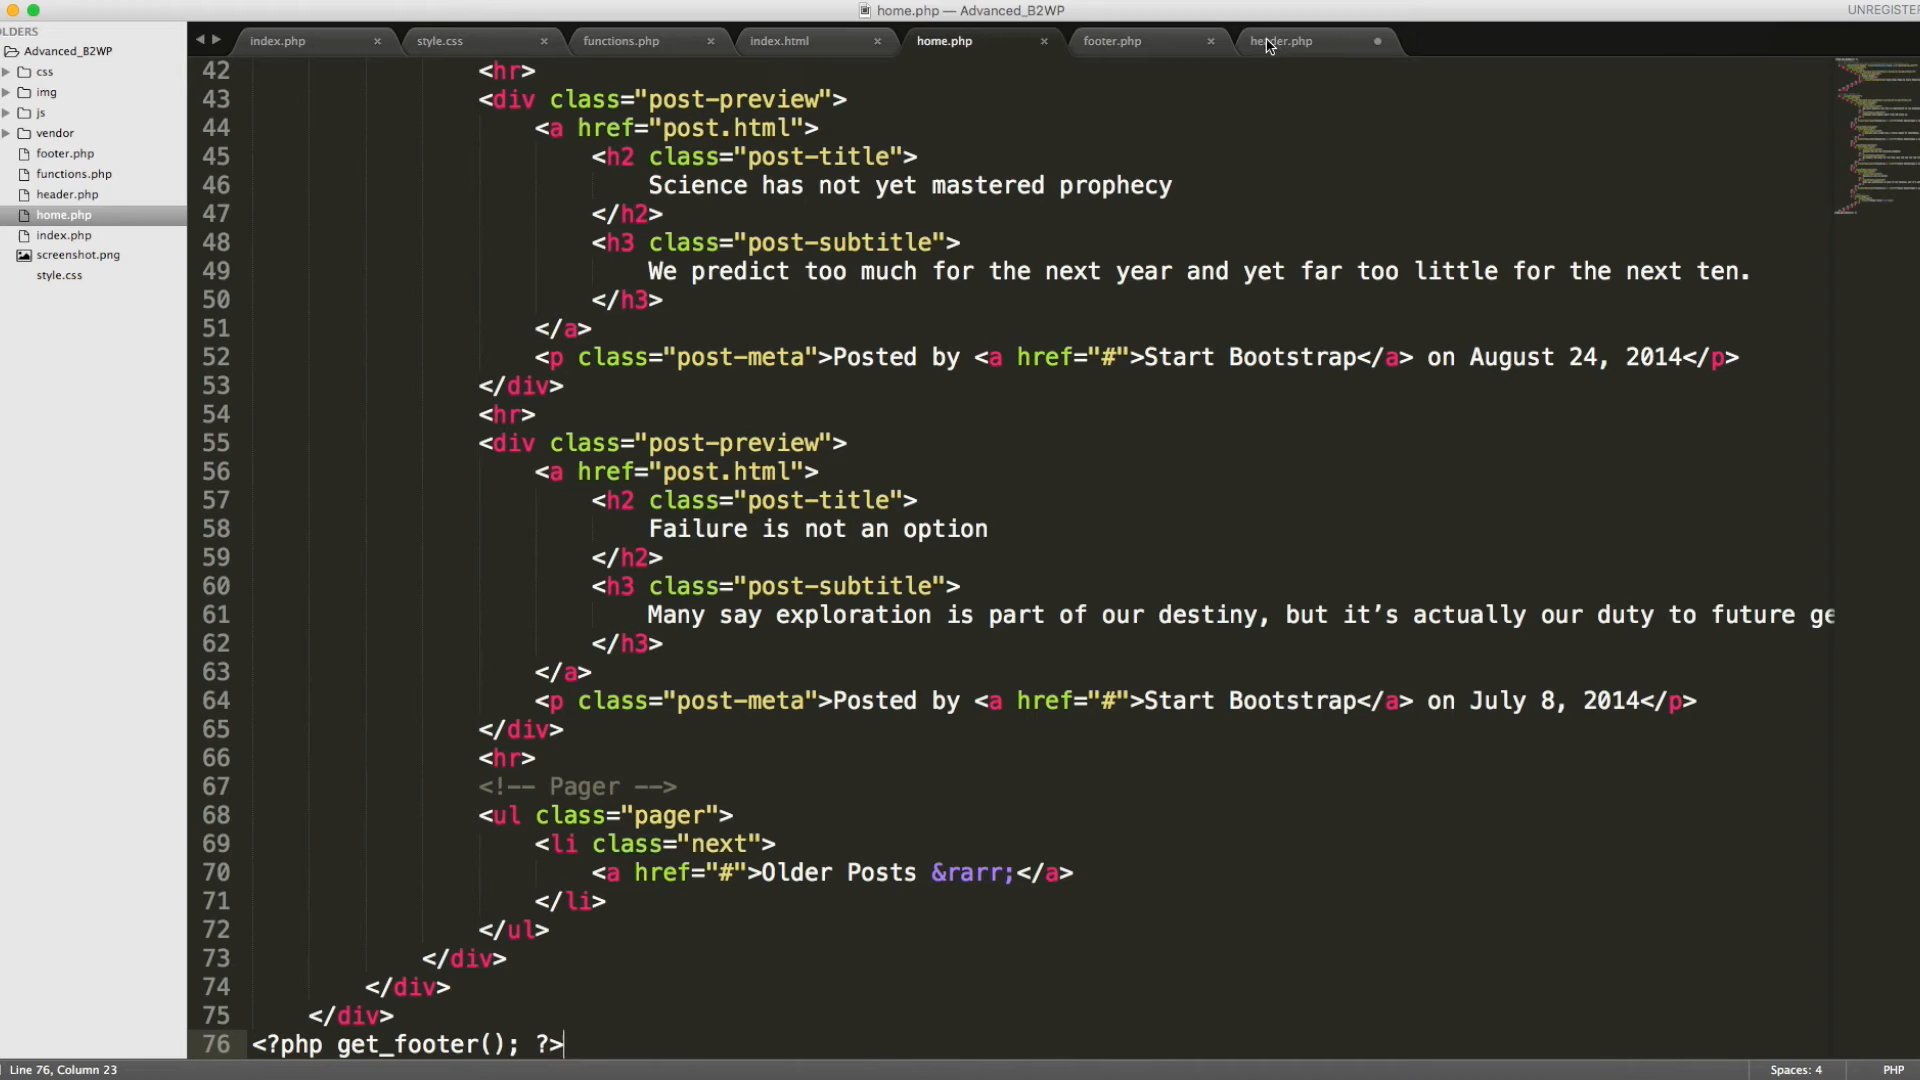 home.php — Advanced_B2WP
UNREGISTER
OLDERS
Advanced_B2WP
css
img
js
vendor
footer.php
functions.php
header.php
home.php
index.php
screenshot.png
style.css
index.php
style.css
functions.php
index.html
home.php
footer.php
header.php
42 <hr>
43 <div class="post-preview">
44 <a href="post.html">
45 <h2 class="post-title">
46 Science has not yet mastered prophecy
47 </h2>
48 <h3 class="post-subtitle">
49 We predict too much for the next year and yet far too little for the next ten.
50 </h3>
51 </a>
52 <p class="post-meta">Posted by <a href="#">Start Bootstrap</a> on August 24, 2014</p>
53 </div>
54 <hr>
55 <div class="post-preview">
56 <a href="post.html">
57 <h2 class="post-title">
58 Failure is not an option
59 </h2>
60 <h3 class="post-subtitle">
61 Many say exploration is part of our destiny, but it’s actually our duty to future ge
62 </h3>
63 </a>
64 <p class="post-meta">Posted by <a href="#">Start Bootstrap</a> on July 8, 2014</p>
65 </div>
66 <hr>
67 <!-- Pager -->
68 <ul class="pager">
69 <li class="next">
70 <a href="#">Older Posts &rarr;</a>
71 </li>
72 </ul>
73 </div>
74 </div>
75 </div>
76 <?php get_footer(); ?>
Line 76, Column 23
Spaces: 4
PHP